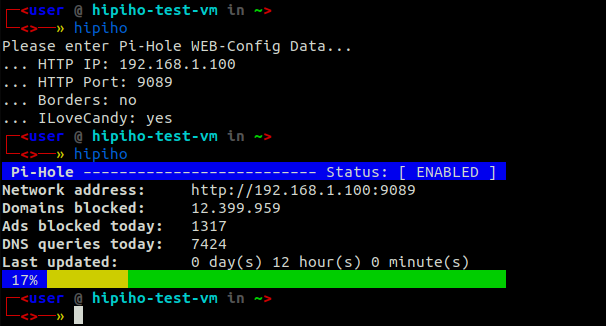 ┌─<user @ hipiho-test-vm in ~>
└─<>──» hipiho
Please enter Pi-Hole WEB-Config Data...
... HTTP IP: 192.168.1.100
... HTTP Port: 9089
... Borders: no
... ILoveCandy: yes
┌─<user @ hipiho-test-vm in ~>
└─<>──» hipiho
Pi-Hole -------------------------- Status: [ ENABLED ]
Network address: http://192.168.1.100:9089
Domains blocked: 12.399.959
Ads blocked today: 1317
DNS queries today: 7424
Last updated: 0 day(s) 12 hour(s) 0 minute(s)
17%
┌─<user @ hipiho-test-vm in ~>
└─<>──»